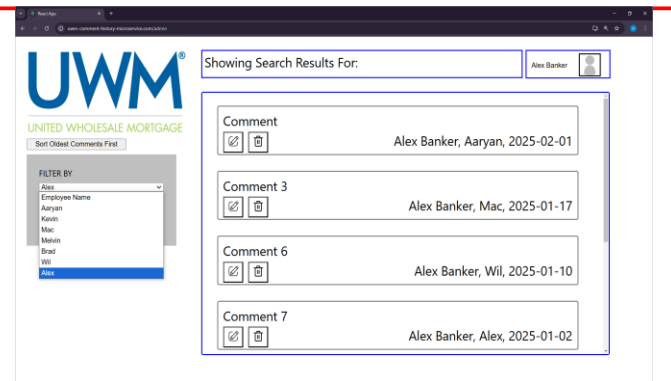 React App
uwm-comment-history-microservice.com/admin
UWM®
UNITED WHOLESALE MORTGAGE
Sort Oldest Comments First
FILTER BY
Alex
Employee Name
Aaryan
Kevin
Mac
Melvin
Brad
Wil
Alex
Showing Search Results For:
Alex Banker
Comment
Alex Banker, Aaryan, 2025-02-01
Comment 3
Alex Banker, Mac, 2025-01-17
Comment 6
Alex Banker, Wil, 2025-01-10
Comment 7
Alex Banker, Alex, 2025-01-02